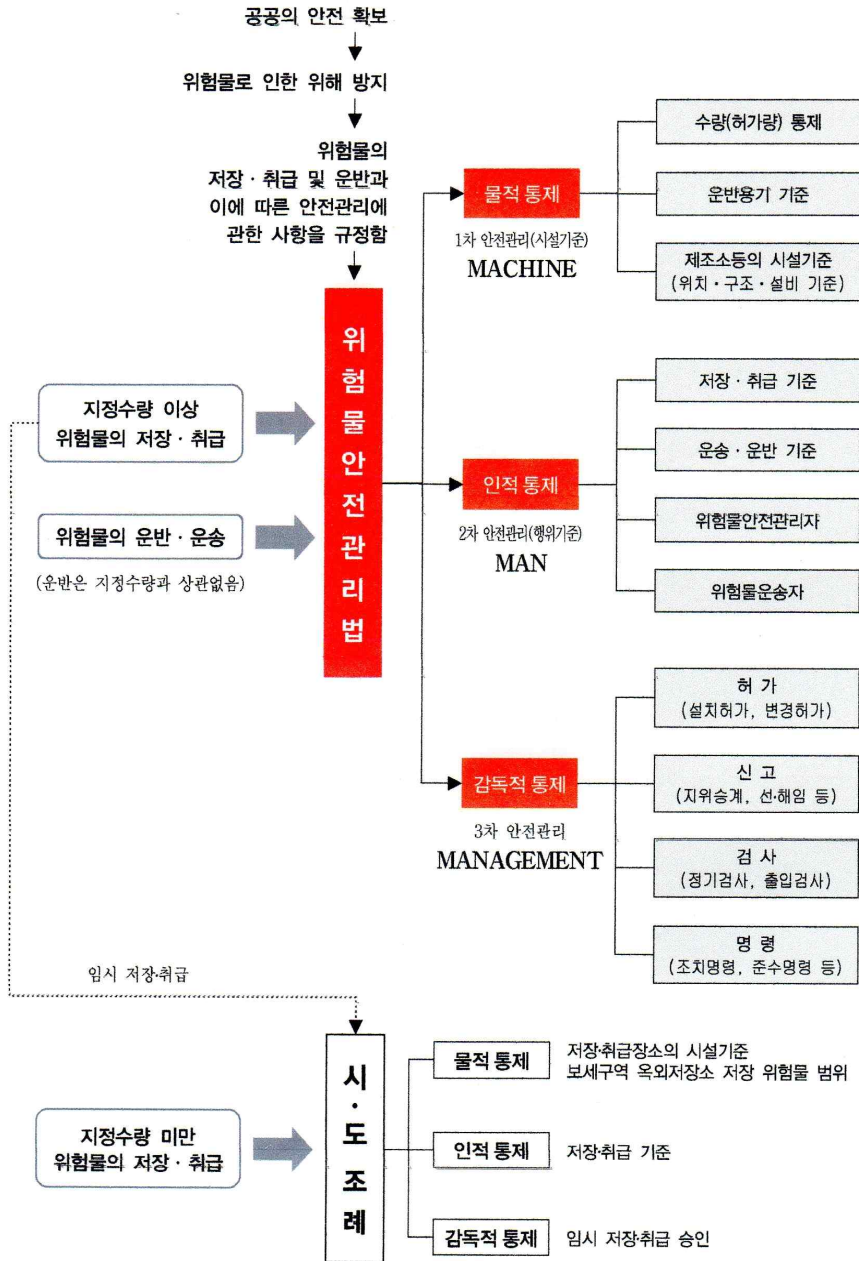 공공의 안전 확보
위험물로 인한 위해 방지
위험물의
저장 · 취급 및 운반과
이에 따른 안전관리에
관한 사항을 규정함
위험물안전관리법
지정수량 이상
위험물의 저장 · 취급
위험물의 운반 · 운송
(운반은 지정수량과 상관없음)
물적 통제
1차 안전관리(시설기준)
MACHINE
수량(허가량) 통제
운반용기 기준
제조소등의 시설기준
(위치 · 구조 · 설비 기준)
인적 통제
2차 안전관리(행위기준)
MAN
저장 · 취급 기준
운송 · 운반 기준
위험물안전관리자
위험물운송자
감독적 통제
3차 안전관리
MANAGEMENT
허 가
(설치허가, 변경허가)
신 고
(지위승계, 선·해임 등)
검 사
(정기검사, 출입검사)
명 령
(조치명령, 준수명령 등)
임시 저장·취급
지정수량 미만
위험물의 저장 · 취급
시 · 도 조례
물적 통제
저장·취급장소의 시설기준
보세구역 옥외저장소 저장 위험물 범위
인적 통제
저장·취급 기준
감독적 통제
임시 저장·취급 승인